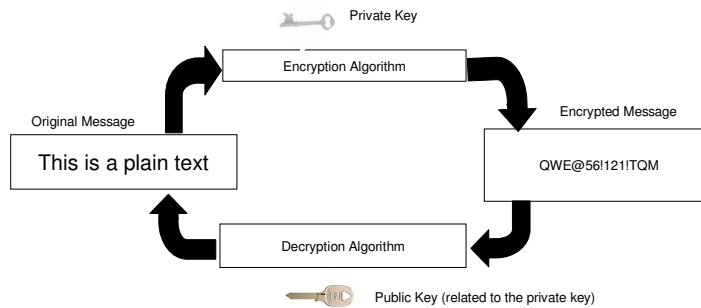 Private Key
Encryption Algorithm
Original Message
Encrypted Message
This is a plain text
QWE@56!121!TQM
Decryption Algorithm
Public Key (related to the private key)